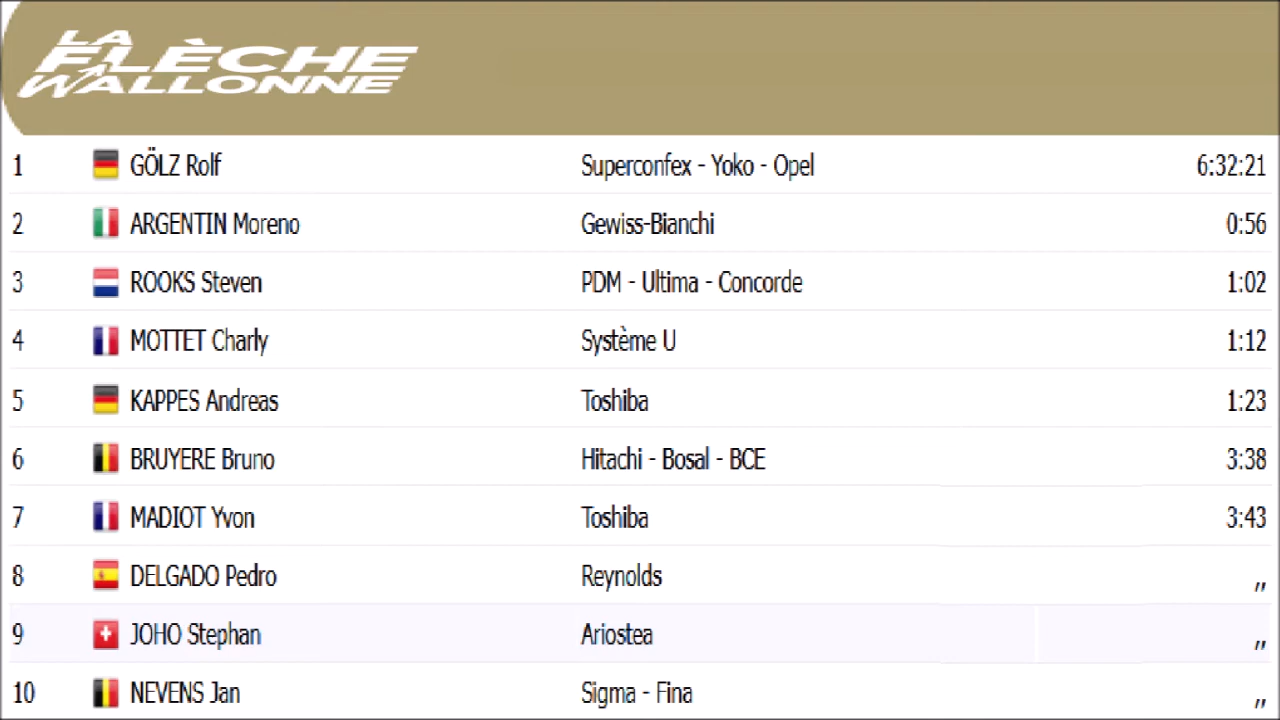 LA
FLÈCHE
WALLONNE
1 GÖLZ Rolf Superconfex - Yoko - Opel 6:32:21
2 ARGENTIN Moreno Gewiss-Bianchi 0:56
3 ROOKS Steven PDM - Ultima - Concorde 1:02
4 MOTTET Charly Système U 1:12
5 KAPPES Andreas Toshiba 1:23
6 BRUYERE Bruno Hitachi - Bosal - BCE 3:38
7 MADIOT Yvon Toshiba 3:43
8 DELGADO Pedro Reynolds ,,
9 JOHO Stephan Ariostea ,,
10 NEVENS Jan Sigma - Fina ,,